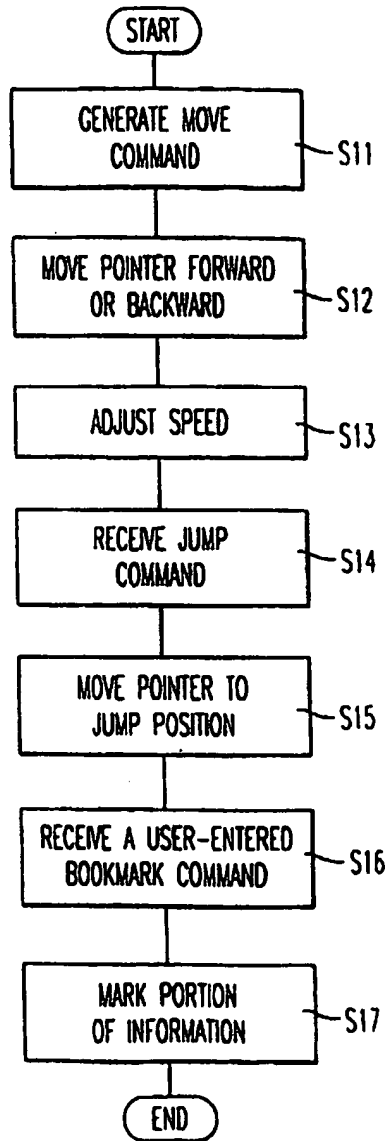 START
GENERATE MOVE
COMMAND
S11
MOVE POINTER FORWARD
OR BACKWARD
S12
ADJUST SPEED
S13
RECEIVE JUMP
COMMAND
S14
MOVE POINTER TO
JUMP POSITION
S15
RECEIVE A USER-ENTERED
BOOKMARK COMMAND
S16
MARK PORTION
OF INFORMATION
S17
END